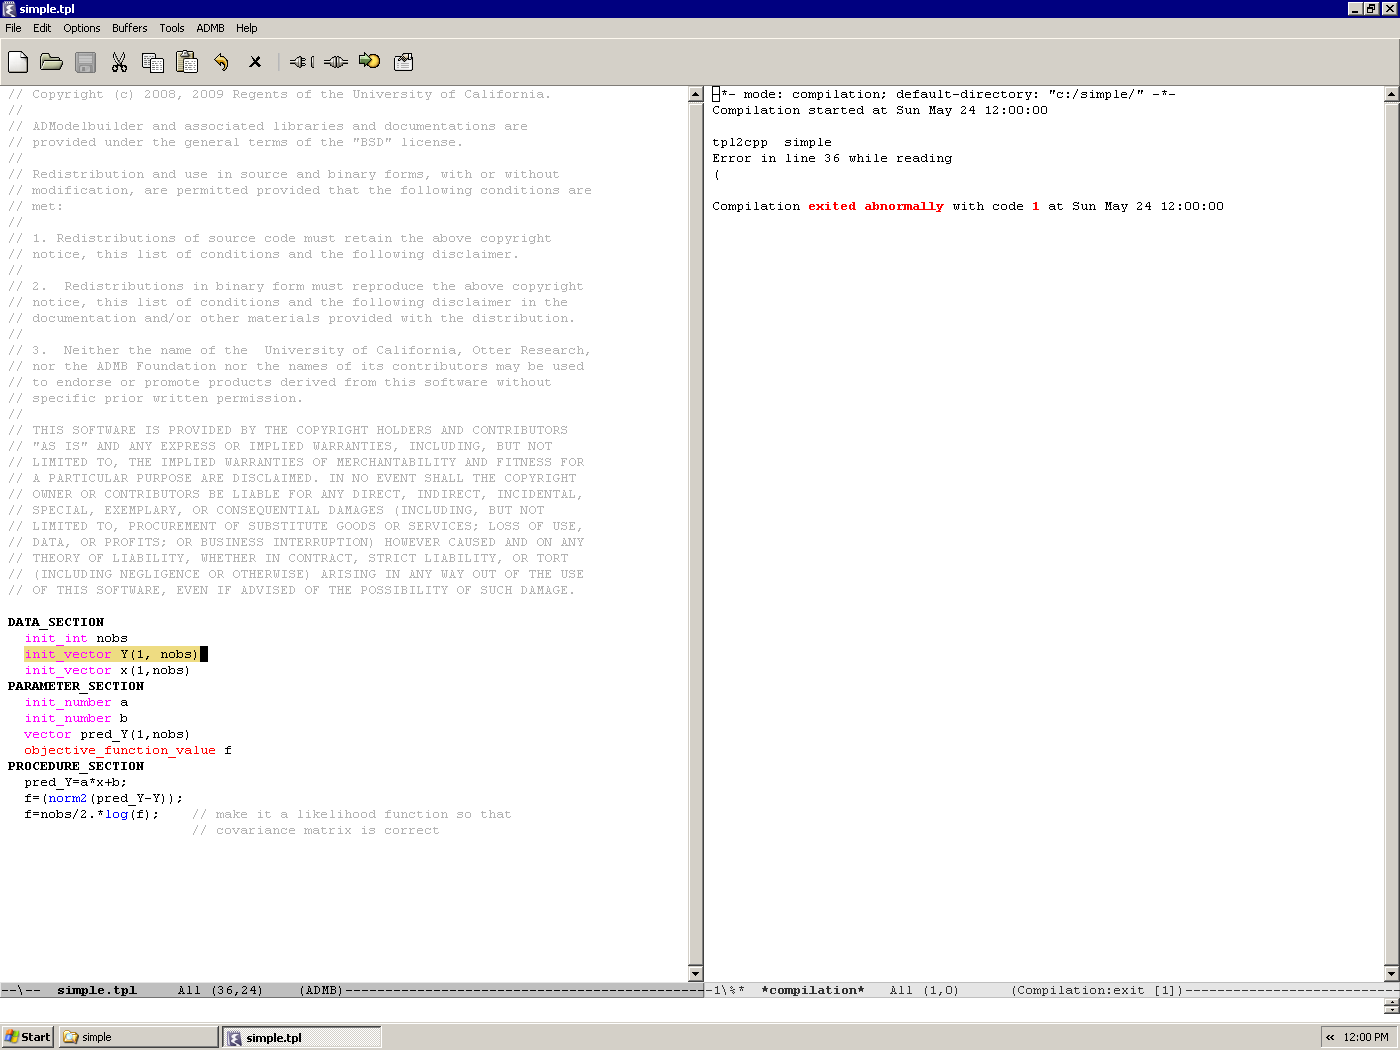 simple.tpl
File Edit Options Buffers Tools ADMB Help
// Copyright (c) 2008, 2009 Regents of the University of California.
//
// ADModelbuilder and associated libraries and documentations are
// provided under the general terms of the "BSD" license.
//
// Redistribution and use in source and binary forms, with or without
// modification, are permitted provided that the following conditions are
// met:
//
// 1. Redistributions of source code must retain the above copyright
// notice, this list of conditions and the following disclaimer.
//
// 2.  Redistributions in binary form must reproduce the above copyright
// notice, this list of conditions and the following disclaimer in the
// documentation and/or other materials provided with the distribution.
//
// 3.  Neither the name of the  University of California, Otter Research,
// nor the ADMB Foundation nor the names of its contributors may be used
// to endorse or promote products derived from this software without
// specific prior written permission.
//
// THIS SOFTWARE IS PROVIDED BY THE COPYRIGHT HOLDERS AND CONTRIBUTORS
// "AS IS" AND ANY EXPRESS OR IMPLIED WARRANTIES, INCLUDING, BUT NOT
// LIMITED TO, THE IMPLIED WARRANTIES OF MERCHANTABILITY AND FITNESS FOR
// A PARTICULAR PURPOSE ARE DISCLAIMED. IN NO EVENT SHALL THE COPYRIGHT
// OWNER OR CONTRIBUTORS BE LIABLE FOR ANY DIRECT, INDIRECT, INCIDENTAL,
// SPECIAL, EXEMPLARY, OR CONSEQUENTIAL DAMAGES (INCLUDING, BUT NOT
// LIMITED TO, PROCUREMENT OF SUBSTITUTE GOODS OR SERVICES; LOSS OF USE,
// DATA, OR PROFITS; OR BUSINESS INTERRUPTION) HOWEVER CAUSED AND ON ANY
// THEORY OF LIABILITY, WHETHER IN CONTRACT, STRICT LIABILITY, OR TORT
// (INCLUDING NEGLIGENCE OR OTHERWISE) ARISING IN ANY WAY OUT OF THE USE
// OF THIS SOFTWARE, EVEN IF ADVISED OF THE POSSIBILITY OF SUCH DAMAGE.
DATA_SECTION
  init_int nobs
  init_vector Y(1, nobs)
  init_vector x(1,nobs)
PARAMETER_SECTION
  init_number a
  init_number b
  vector pred_Y(1,nobs)
  objective_function_value f
PROCEDURE_SECTION
  pred_Y=a*x+b;
  f=(norm2(pred_Y-Y));
  f=nobs/2.*log(f);    // make it a likelihood function so that
                       // covariance matrix is correct
--\--  simple.tpl     All (36,24)    (ADMB)---------------------------------------------
-*- mode: compilation; default-directory: "c:/simple/" -*-
Compilation started at Sun May 24 12:00:00
tpl2cpp  simple
Error in line 36 while reading
(
Compilation exited abnormally with code 1 at Sun May 24 12:00:00
-1\%*  *compilation*   All (1,0)      (Compilation:exit [1])---------------------------
Start simple simple.tpl « 12:00 PM